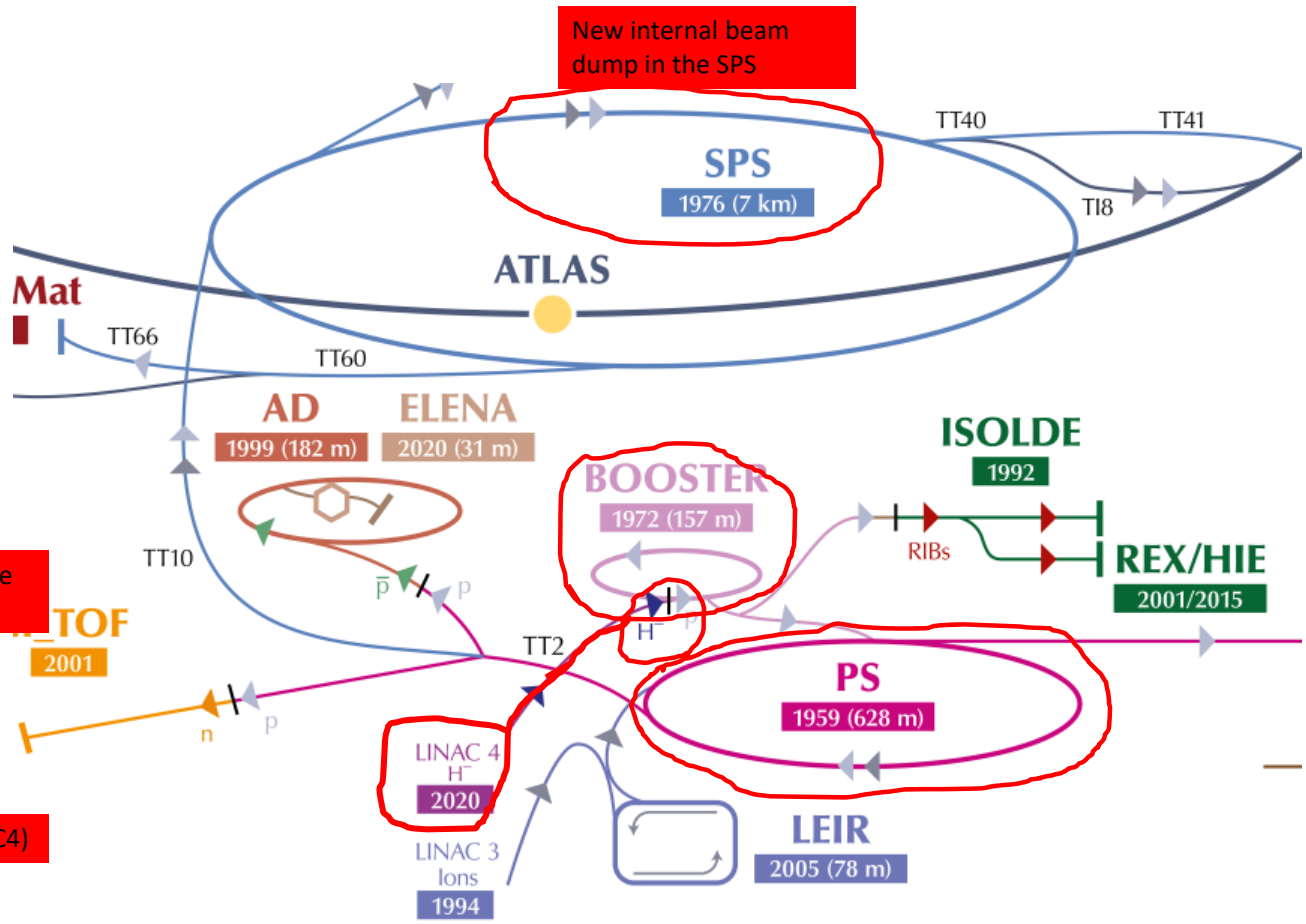 New internal beam
dump in the SPS
TT40
TT41
SPS
1976 (7 km)
TI8
ATLAS
Mat
TT66
TT60
AD
1999 (182 m)
ELENA
2020 (31 m)
ISOLDE
1992
BOOSTER
1972 (157 m)
RIBs
REX/HIE
2001/2015
TT10
p̅
p
H⁻
p
e
TOF
2001
TT2
PS
1959 (628 m)
n
p
LINAC 4
H⁻
2020
C4)
LINAC 3
Ions
1994
LEIR
2005 (78 m)